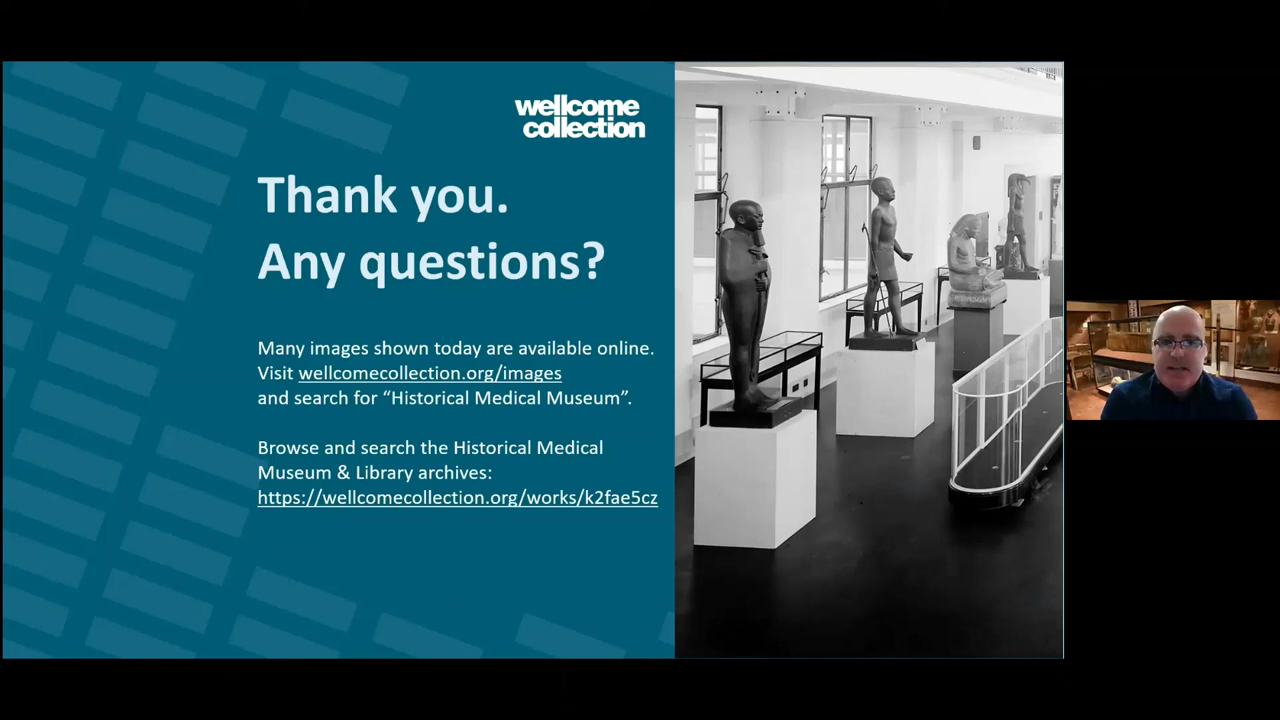 wellcome
collection
Thank you.
Any questions?
Many images shown today are available online.
Visit wellcomecollection.org/images
and search for “Historical Medical Museum”.
Browse and search the Historical Medical
Museum & Library archives:
https://wellcomecollection.org/works/k2fae5cz